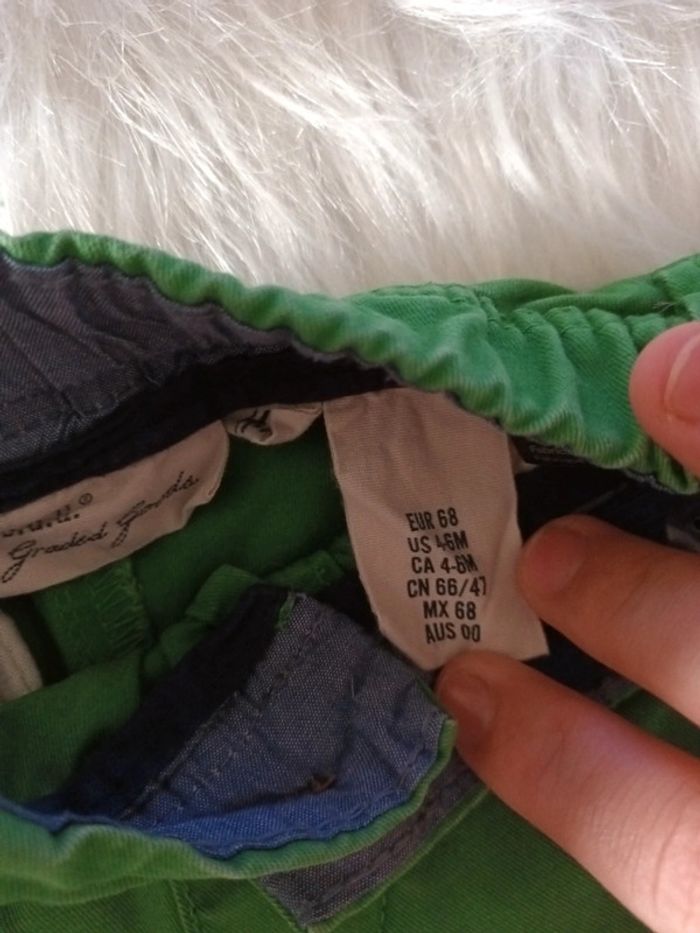 Graded Goods
EUR 68
US 4-6M
CA 4-6M
CN 66/47
MX 68
AUS 00